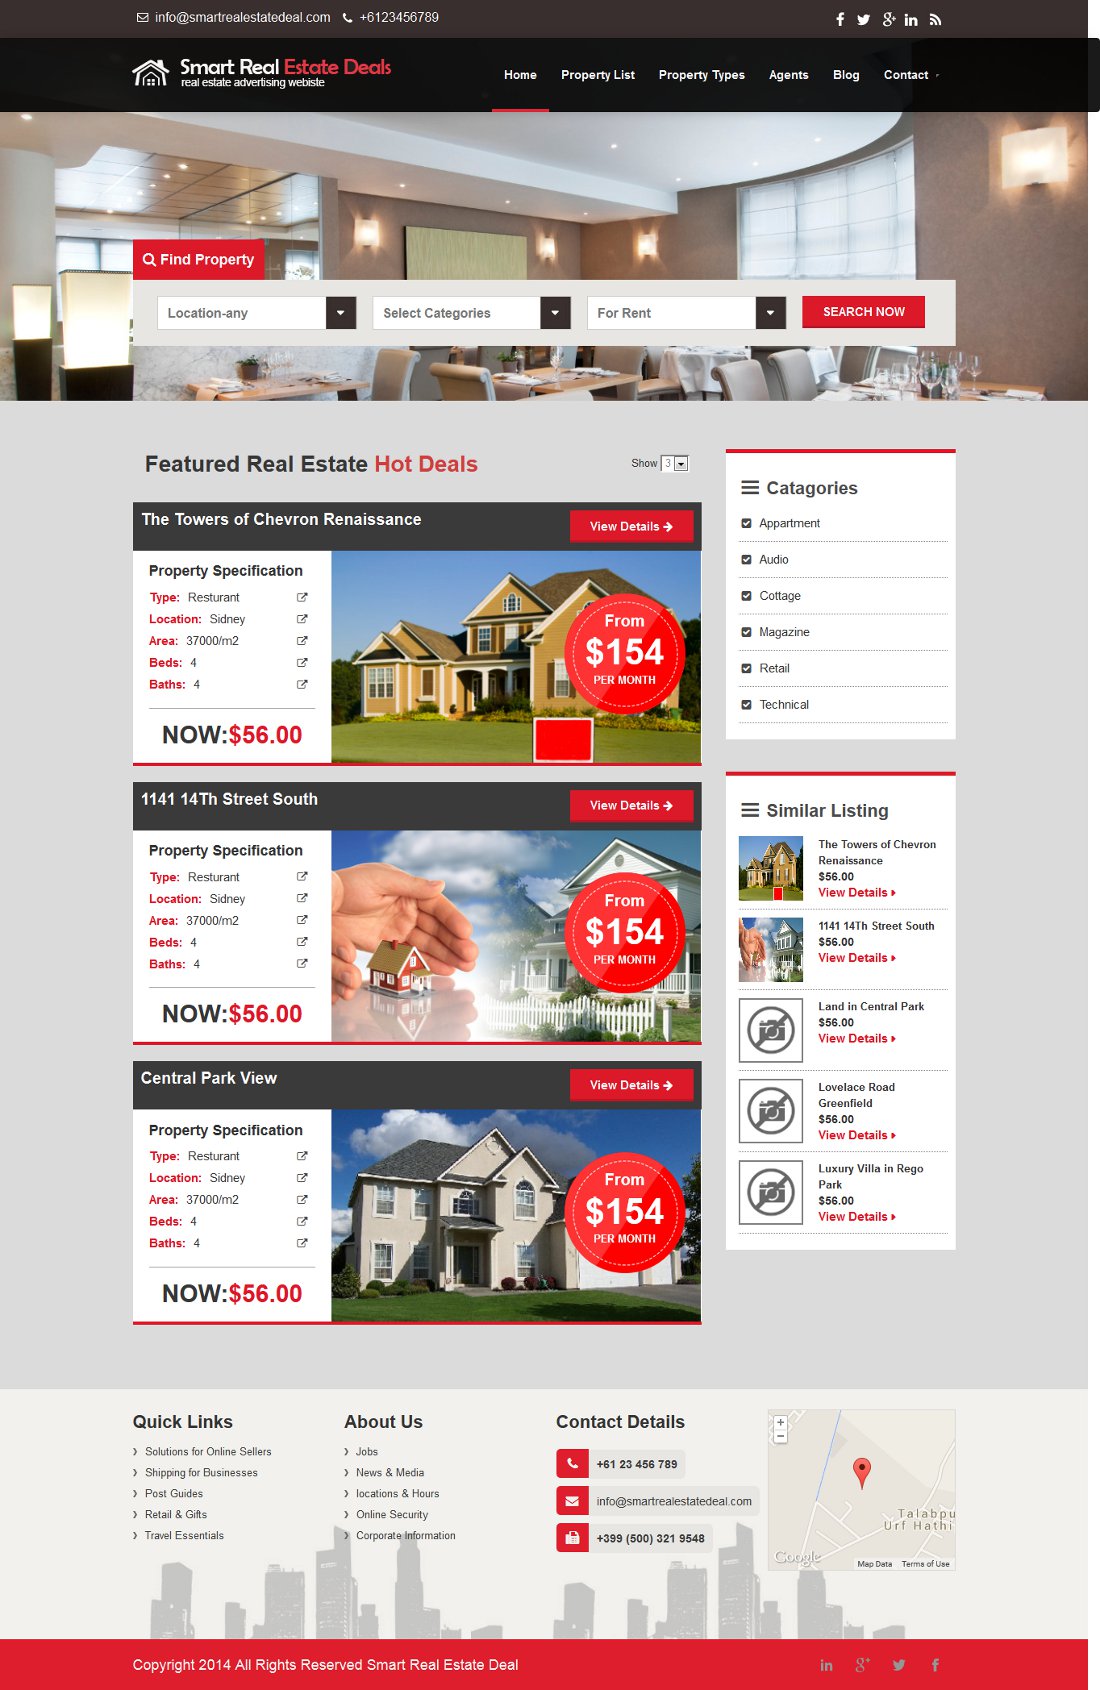 info@smartrealestatedeal.com +6123456789
Smart Real Estate Deals
real estate advertising webiste
Home Property List Property Types Agents Blog Contact
Find Property
Location-any Select Categories For Rent SEARCH NOW
Featured Real Estate Hot Deals
Show 3
The Towers of Chevron Renaissance
View Details
Property Specification
Type: Resturant
Location: Sidney
Area: 37000/m2
Beds: 4
Baths: 4
NOW:$56.00
From
$154
PER MONTH
1141 14Th Street South
View Details
Property Specification
Type: Resturant
Location: Sidney
Area: 37000/m2
Beds: 4
Baths: 4
NOW:$56.00
From
$154
PER MONTH
Central Park View
View Details
Property Specification
Type: Resturant
Location: Sidney
Area: 37000/m2
Beds: 4
Baths: 4
NOW:$56.00
From
$154
PER MONTH
Catagories
Appartment
Audio
Cottage
Magazine
Retail
Technical
Similar Listing
The Towers of Chevron
Renaissance
$56.00
View Details
1141 14Th Street South
$56.00
View Details
Land in Central Park
$56.00
View Details
Lovelace Road
Greenfield
$56.00
View Details
Luxury Villa in Rego
Park
$56.00
View Details
Quick Links
Solutions for Online Sellers
Shipping for Businesses
Post Guides
Retail & Gifts
Travel Essentials
About Us
Jobs
News & Media
locations & Hours
Online Security
Corporate Information
Contact Details
+61 23 456 789
info@smartrealestatedeal.com
+399 (500) 321 9548
Talabpu
Urf Hathi
Google
Map Data Terms of Use
Copyright 2014 All Rights Reserved Smart Real Estate Deal